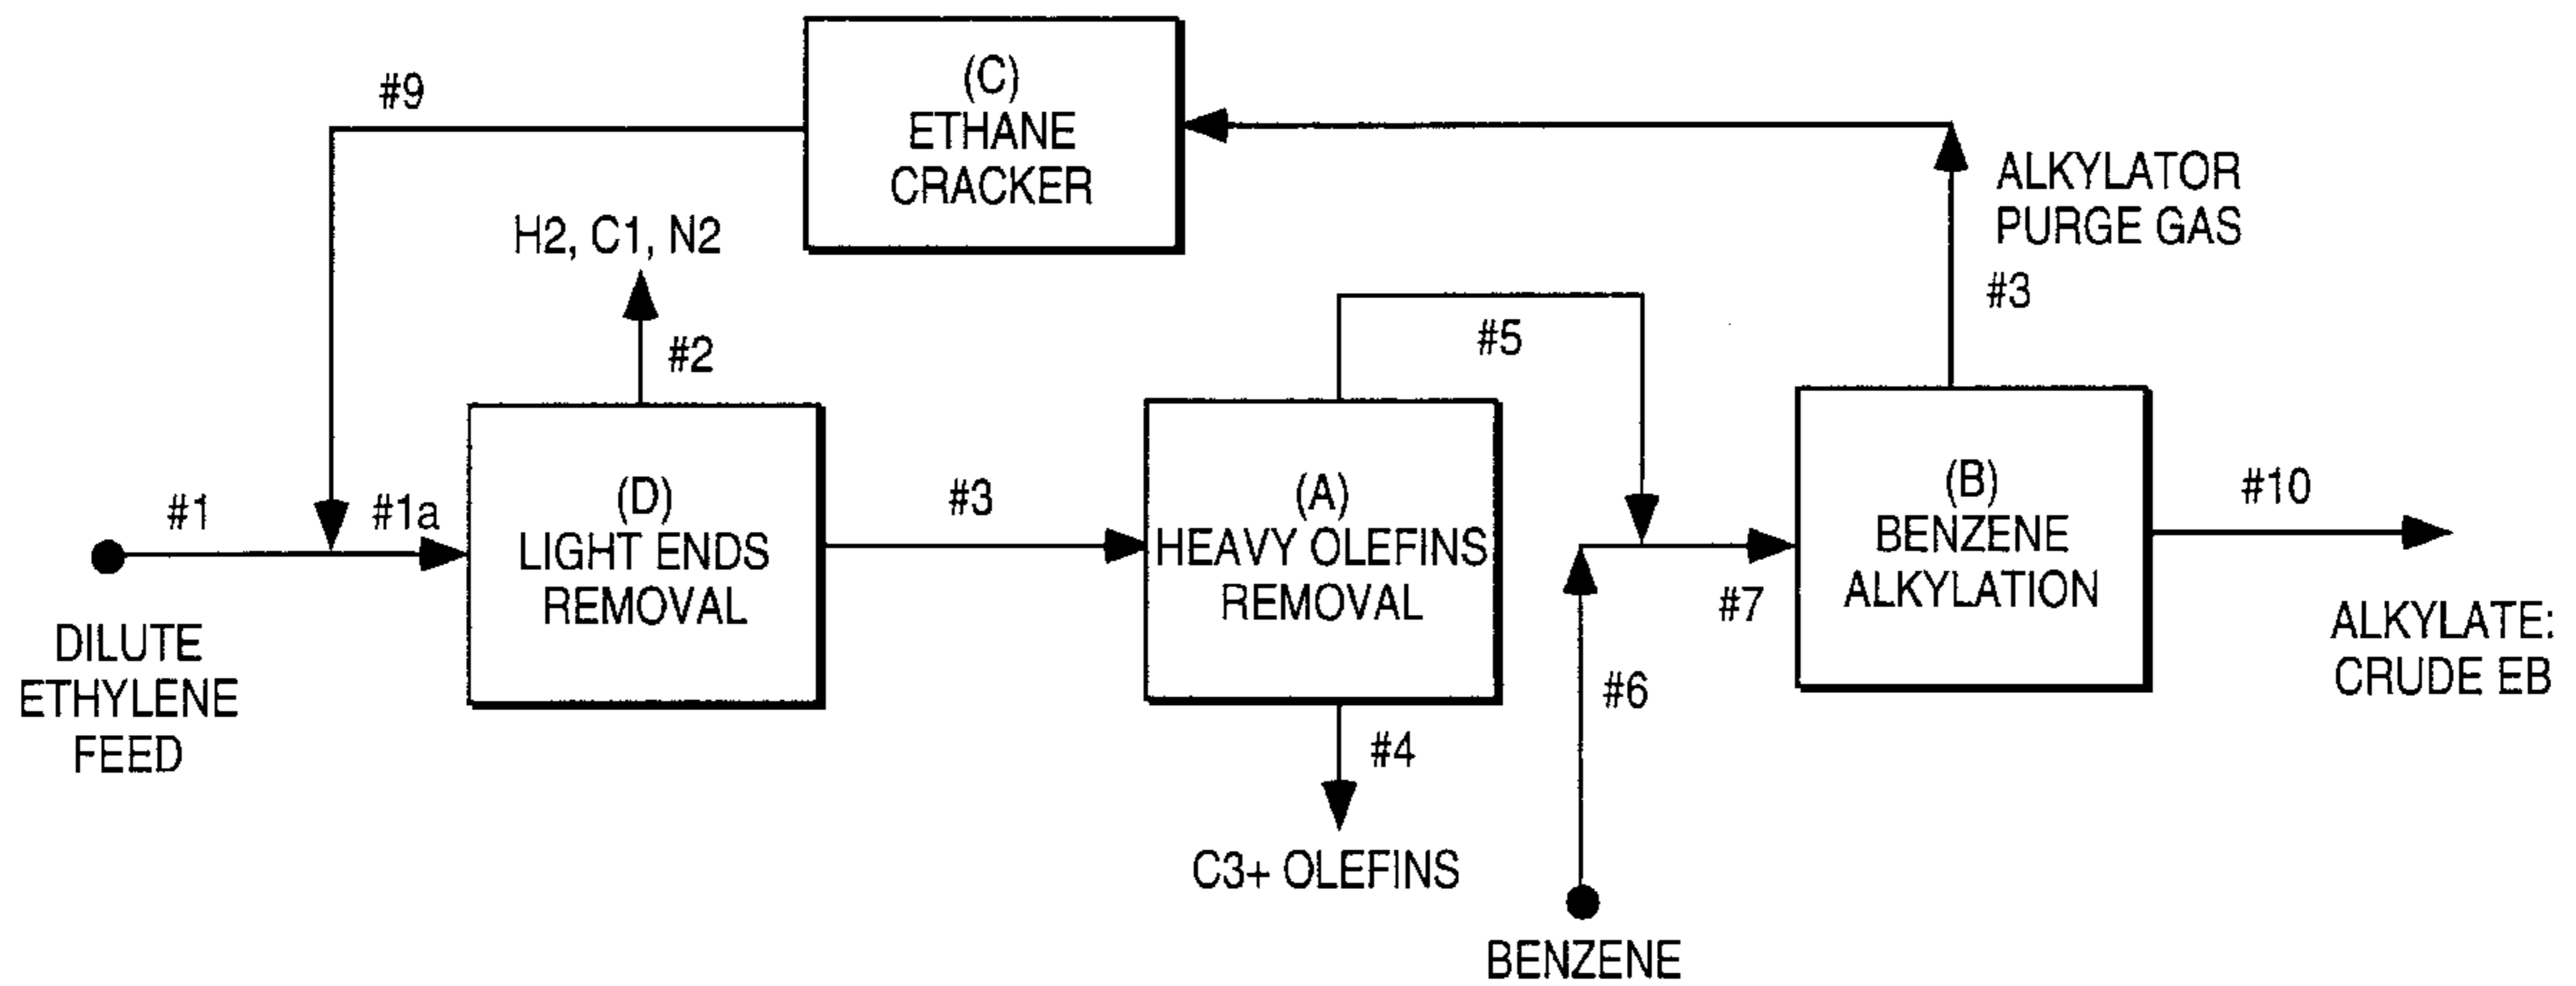 (C)
ETHANE
CRACKER
#9
ALKYLATOR
PURGE GAS
#3
H2, C1, N2
#2
#5
#1
#1a
(D)
LIGHT ENDS
REMOVAL
#3
(A)
HEAVY OLEFINS
REMOVAL
(B)
BENZENE
ALKYLATION
#10
#7
#6
#4
DILUTE
ETHYLENE
FEED
ALKYLATE:
CRUDE EB
C3+ OLEFINS
BENZENE